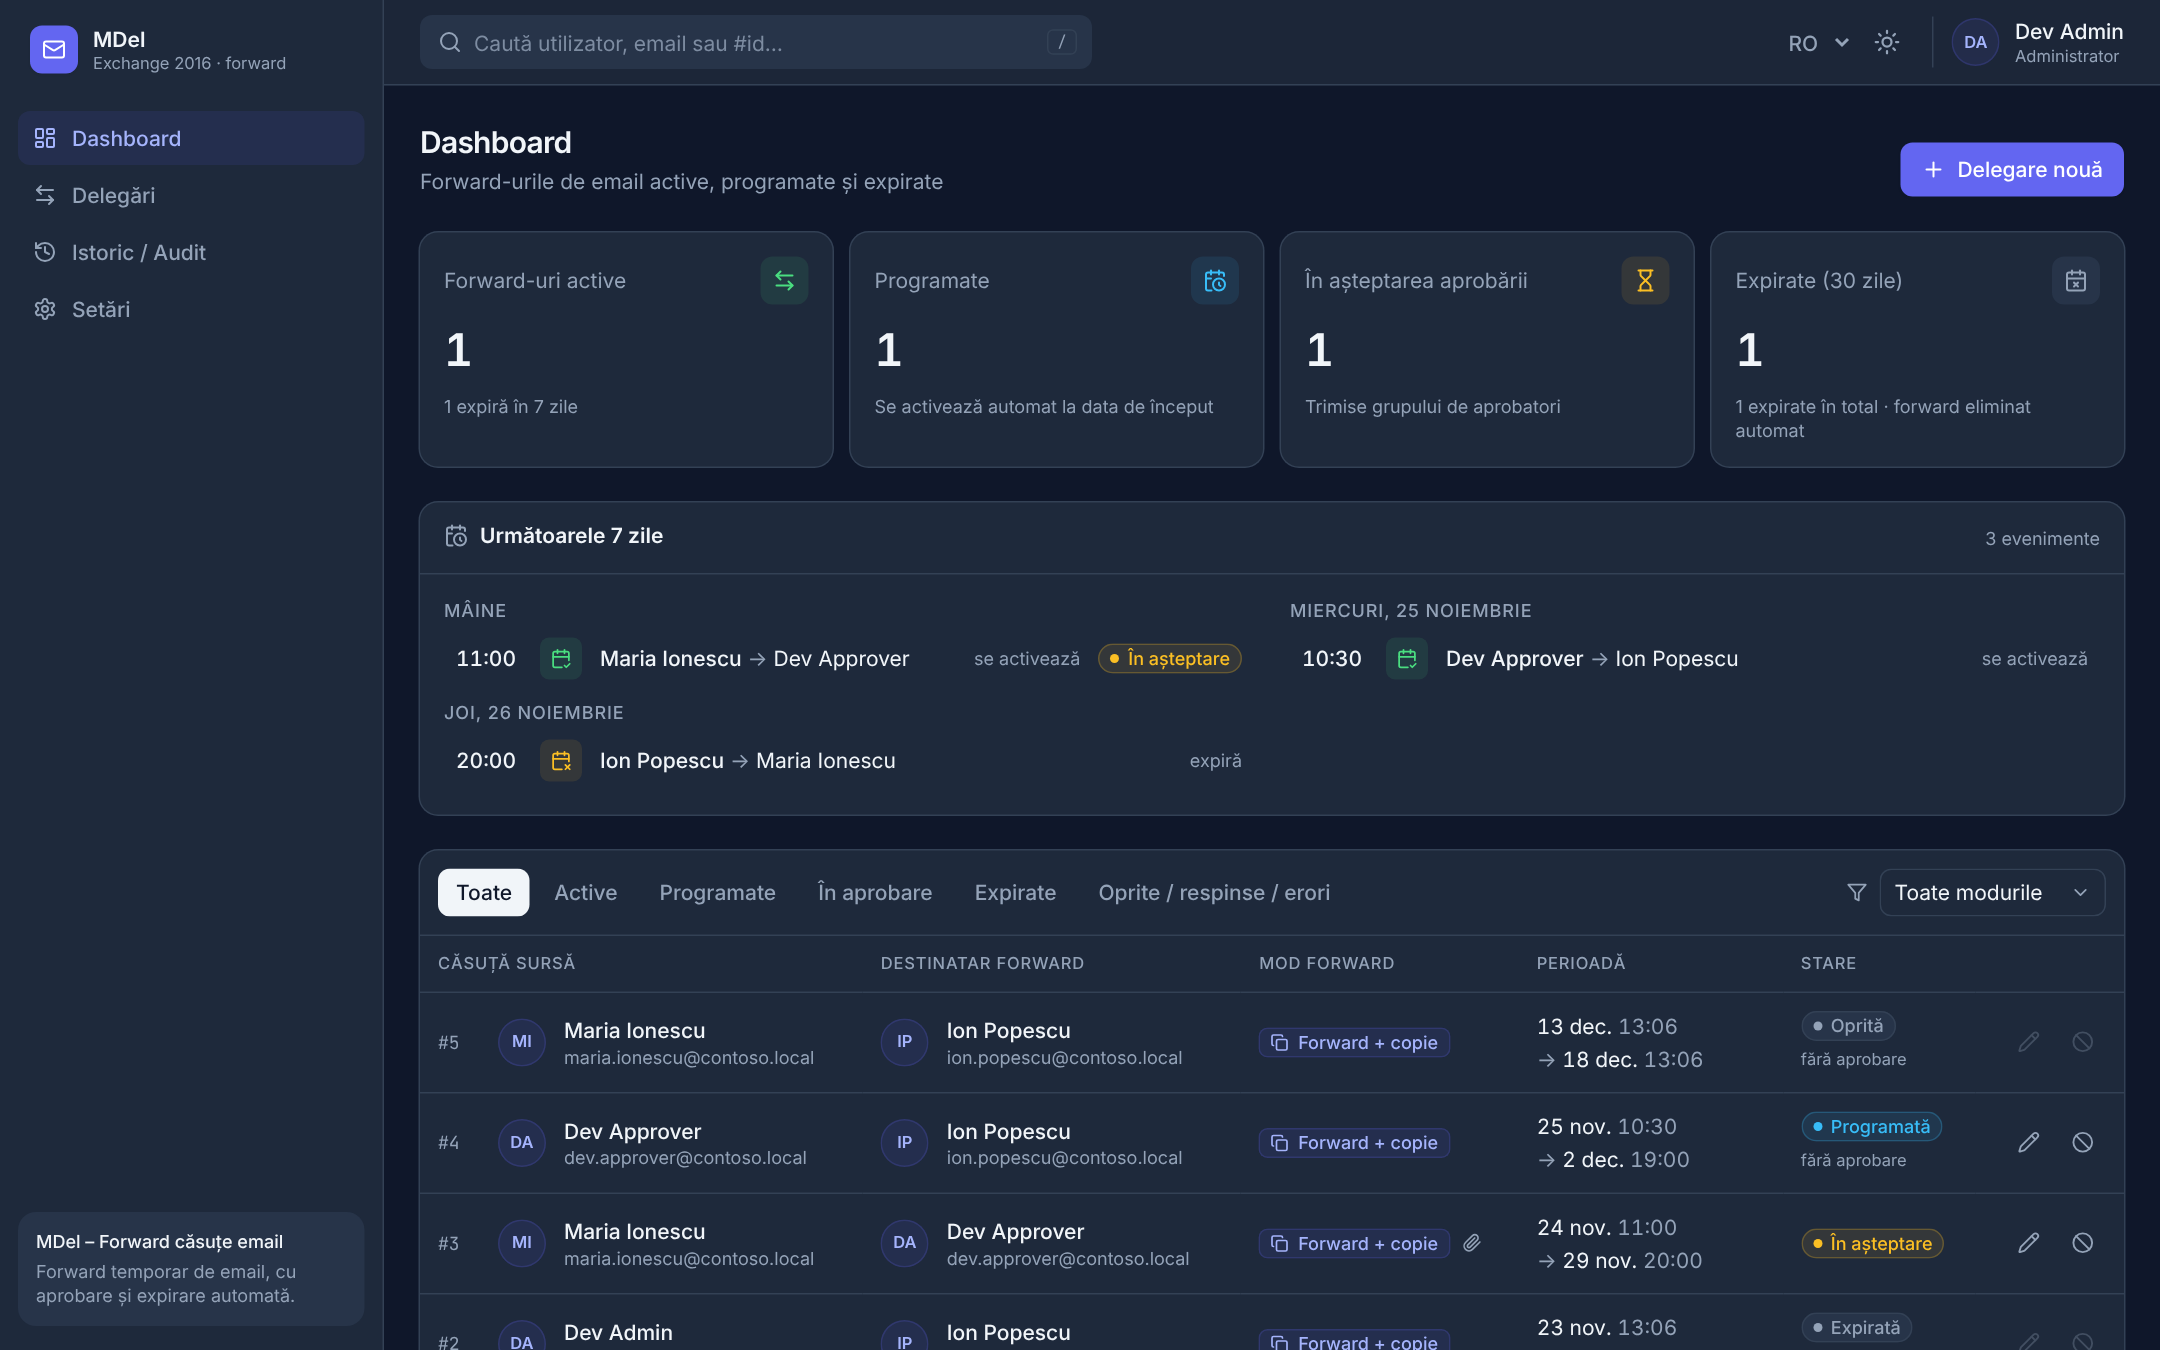 MDel
Exchange 2016 · forward
Dashboard
Delegări
Istoric / Audit
Setări
MDel – Forward căsuțe email
Forward temporar de email, cu
aprobare și expirare automată.
Caută utilizator, email sau #id...
/
RO
DA
Dev Admin
Administrator
Dashboard
Forward-urile de email active, programate și expirate
Delegare nouă
Forward-uri active
1
1 expiră în 7 zile
Programate
1
Se activează automat la data de început
În așteptarea aprobării
1
Trimise grupului de aprobatori
Expirate (30 zile)
1
1 expirate în total · forward eliminat
automat
Următoarele 7 zile
3 evenimente
MÂINE
11:00 Maria Ionescu → Dev Approver se activează În așteptare
MIERCURI, 25 NOIEMBRIE
10:30 Dev Approver → Ion Popescu se activează
JOI, 26 NOIEMBRIE
20:00 Ion Popescu → Maria Ionescu expiră
Toate Active Programate În aprobare Expirate Oprite / respinse / erori Toate modurile
CĂSUȚĂ SURSĂ DESTINATAR FORWARD MOD FORWARD PERIOADĂ STARE
#5
MI
Maria Ionescu
maria.ionescu@contoso.local
IP
Ion Popescu
ion.popescu@contoso.local
Forward + copie
13 dec. 13:06
→ 18 dec. 13:06
Oprită
fără aprobare
#4
DA
Dev Approver
dev.approver@contoso.local
IP
Ion Popescu
ion.popescu@contoso.local
Forward + copie
25 nov. 10:30
→ 2 dec. 19:00
Programată
fără aprobare
#3
MI
Maria Ionescu
maria.ionescu@contoso.local
DA
Dev Approver
dev.approver@contoso.local
Forward + copie
24 nov. 11:00
→ 29 nov. 20:00
În așteptare
#2
DA
Dev Admin
IP
Ion Popescu
Forward + copie
23 nov. 13:06
Expirată